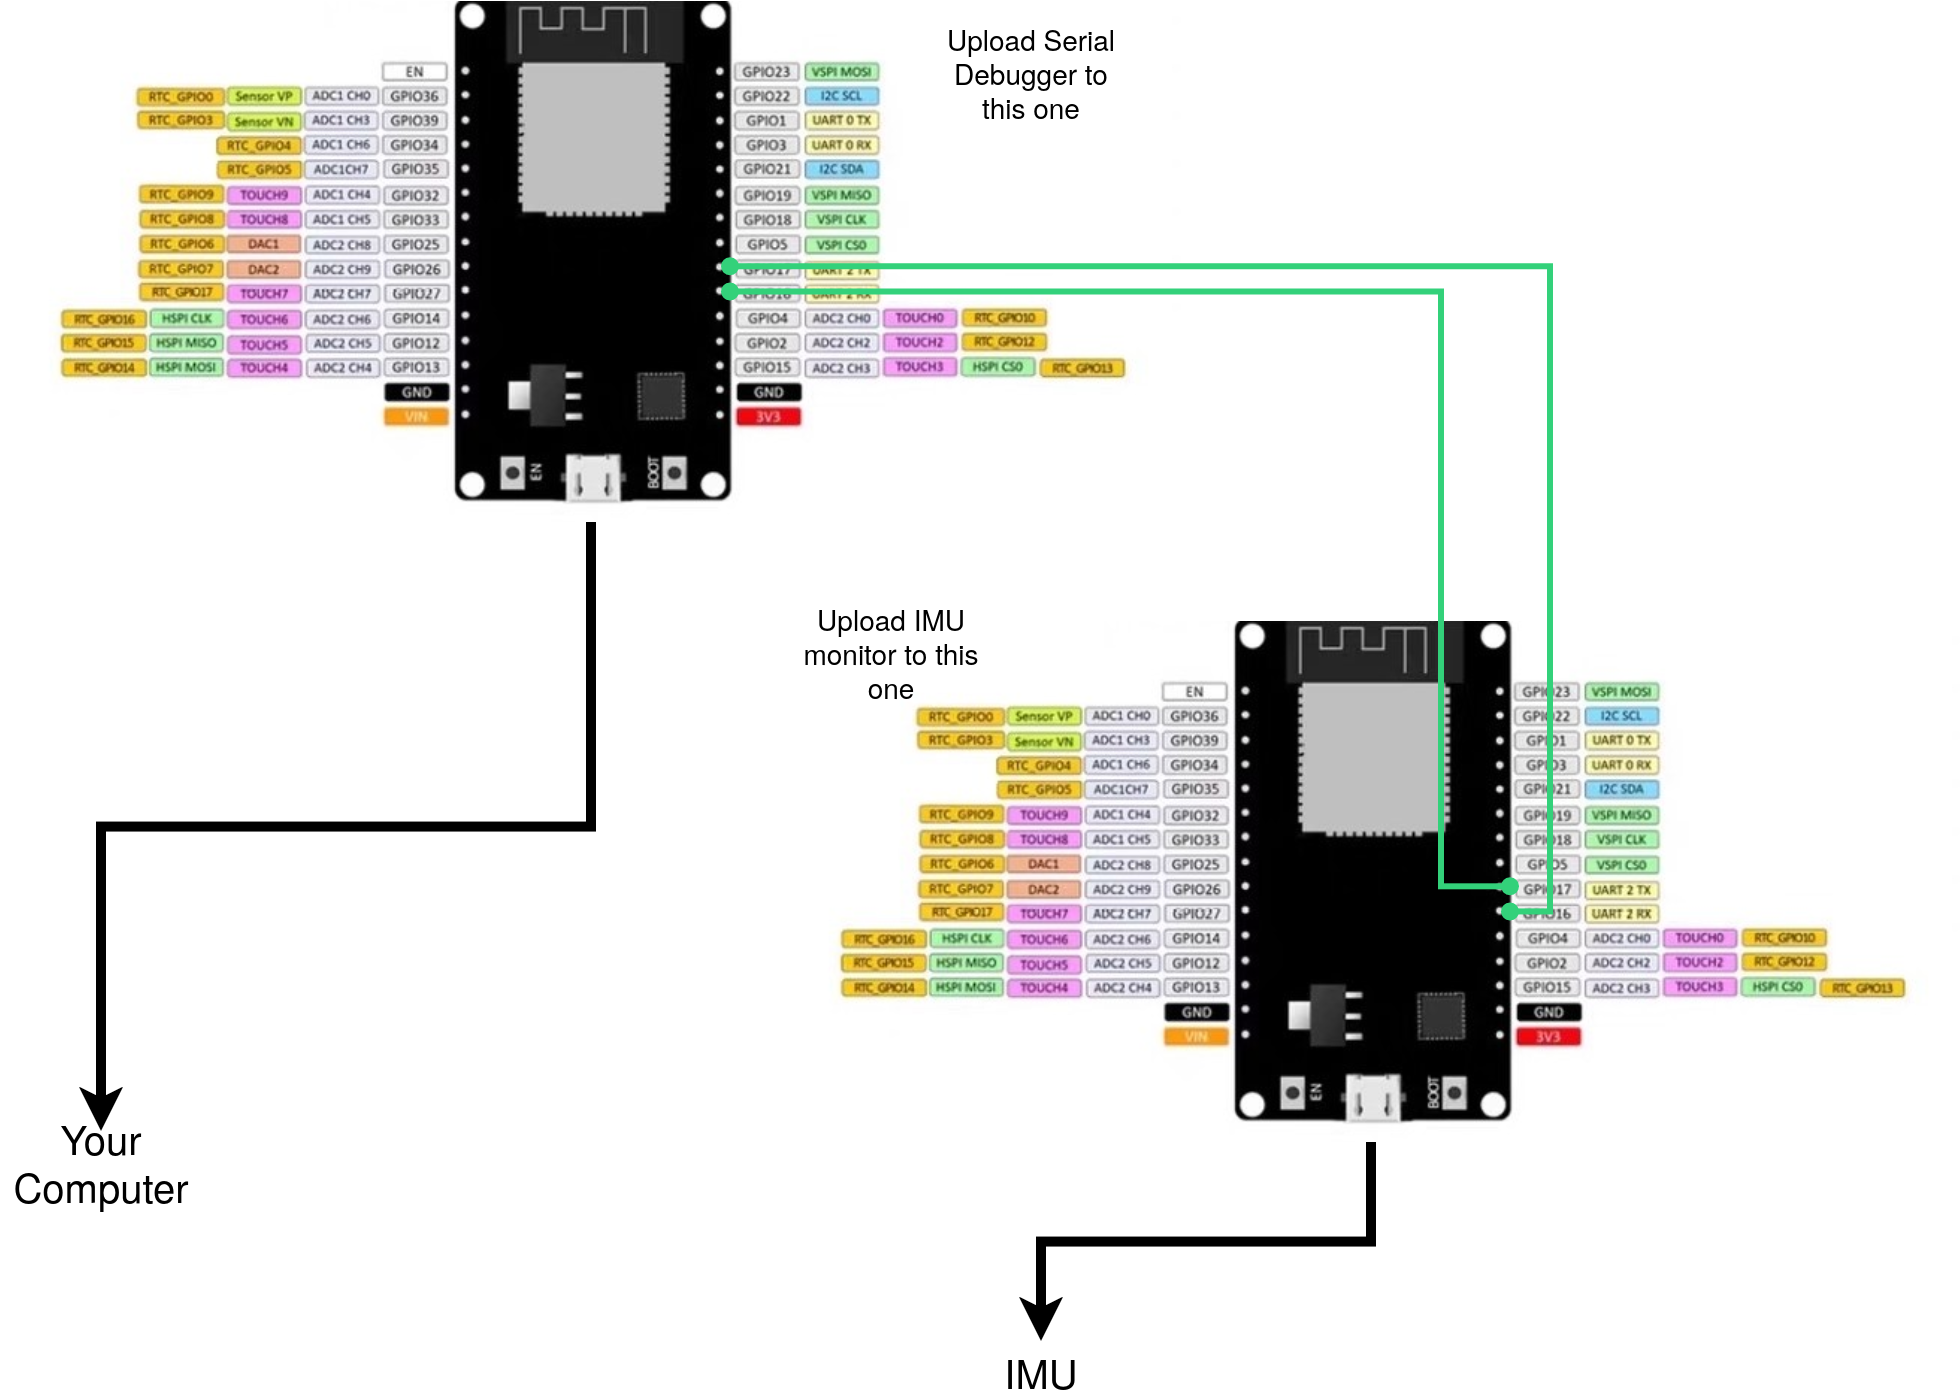 Upload Serial
Debugger to
this one
EN
GPIO23 VSPI MOSI
RTC_GPIO0 Sensor VP ADC1 CH0 GPIO36
GPIO22 I2C SCL
RTC_GPIO3 Sensor VN ADC1 CH3 GPIO39
GPIO1 UART 0 TX
RTC_GPIO4 ADC1 CH6 GPIO34
GPIO3 UART 0 RX
RTC_GPIO5 ADC1CH7 GPIO35
GPIO21 I2C SDA
RTC_GPIO9 TOUCH9 ADC1 CH4 GPIO32
GPIO19 VSPI MISO
RTC_GPIO8 TOUCH8 ADC1 CH5 GPIO33
GPIO18 VSPI CLK
RTC_GPIO6 DAC1 ADC2 CH8 GPIO25
GPIO5 VSPI CS0
RTC_GPIO7 DAC2 ADC2 CH9 GPIO26
GPIO17 UART 2 TX
RTC_GPIO17 TOUCH7 ADC2 CH7 GPIO27
GPIO16 UART 2 RX
RTC_GPIO16 HSPI CLK TOUCH6 ADC2 CH6 GPIO14
GPIO4 ADC2 CH0 TOUCH0 RTC_GPIO10
RTC_GPIO15 HSPI MISO TOUCH5 ADC2 CH5 GPIO12
GPIO2 ADC2 CH2 TOUCH2 RTC_GPIO12
RTC_GPIO14 HSPI MOSI TOUCH4 ADC2 CH4 GPIO13
GPIO15 ADC2 CH3 TOUCH3 HSPI CS0 RTC_GPIO13
GND
GND
VIN
3V3
EN
BOOT
Upload IMU
monitor to this
one
EN
GPIO23 VSPI MOSI
RTC_GPIO0 Sensor VP ADC1 CH0 GPIO36
GPIO22 I2C SCL
RTC_GPIO3 Sensor VN ADC1 CH3 GPIO39
GPIO1 UART 0 TX
RTC_GPIO4 ADC1 CH6 GPIO34
GPIO3 UART 0 RX
RTC_GPIO5 ADC1CH7 GPIO35
GPIO21 I2C SDA
RTC_GPIO9 TOUCH9 ADC1 CH4 GPIO32
GPIO19 VSPI MISO
RTC_GPIO8 TOUCH8 ADC1 CH5 GPIO33
GPIO18 VSPI CLK
RTC_GPIO6 DAC1 ADC2 CH8 GPIO25
GPIO5 VSPI CS0
RTC_GPIO7 DAC2 ADC2 CH9 GPIO26
GPIO17 UART 2 TX
RTC_GPIO17 TOUCH7 ADC2 CH7 GPIO27
GPIO16 UART 2 RX
RTC_GPIO16 HSPI CLK TOUCH6 ADC2 CH6 GPIO14
GPIO4 ADC2 CH0 TOUCH0 RTC_GPIO10
RTC_GPIO15 HSPI MISO TOUCH5 ADC2 CH5 GPIO12
GPIO2 ADC2 CH2 TOUCH2 RTC_GPIO12
RTC_GPIO14 HSPI MOSI TOUCH4 ADC2 CH4 GPIO13
GPIO15 ADC2 CH3 TOUCH3 HSPI CS0 RTC_GPIO13
GND
GND
VIN
3V3
EN
BOOT
Your
Computer
IMU